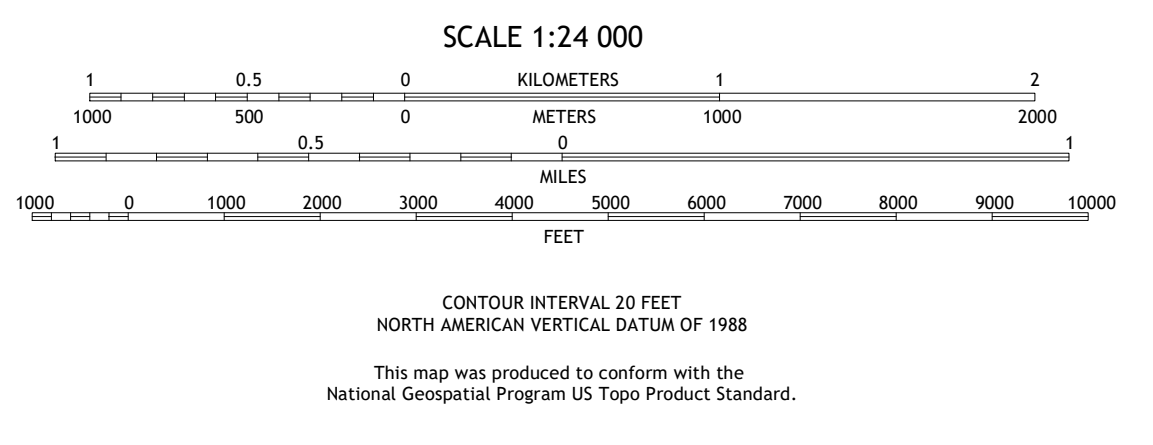 SCALE 1:24 000
1 0.5 0 KILOMETERS 1 2
1000 500 0 METERS 1000 2000
1 0.5 0 1
MILES
1000 0 1000 2000 3000 4000 5000 6000 7000 8000 9000 10000
FEET
CONTOUR INTERVAL 20 FEET
NORTH AMERICAN VERTICAL DATUM OF 1988
This map was produced to conform with the
National Geospatial Program US Topo Product Standard.